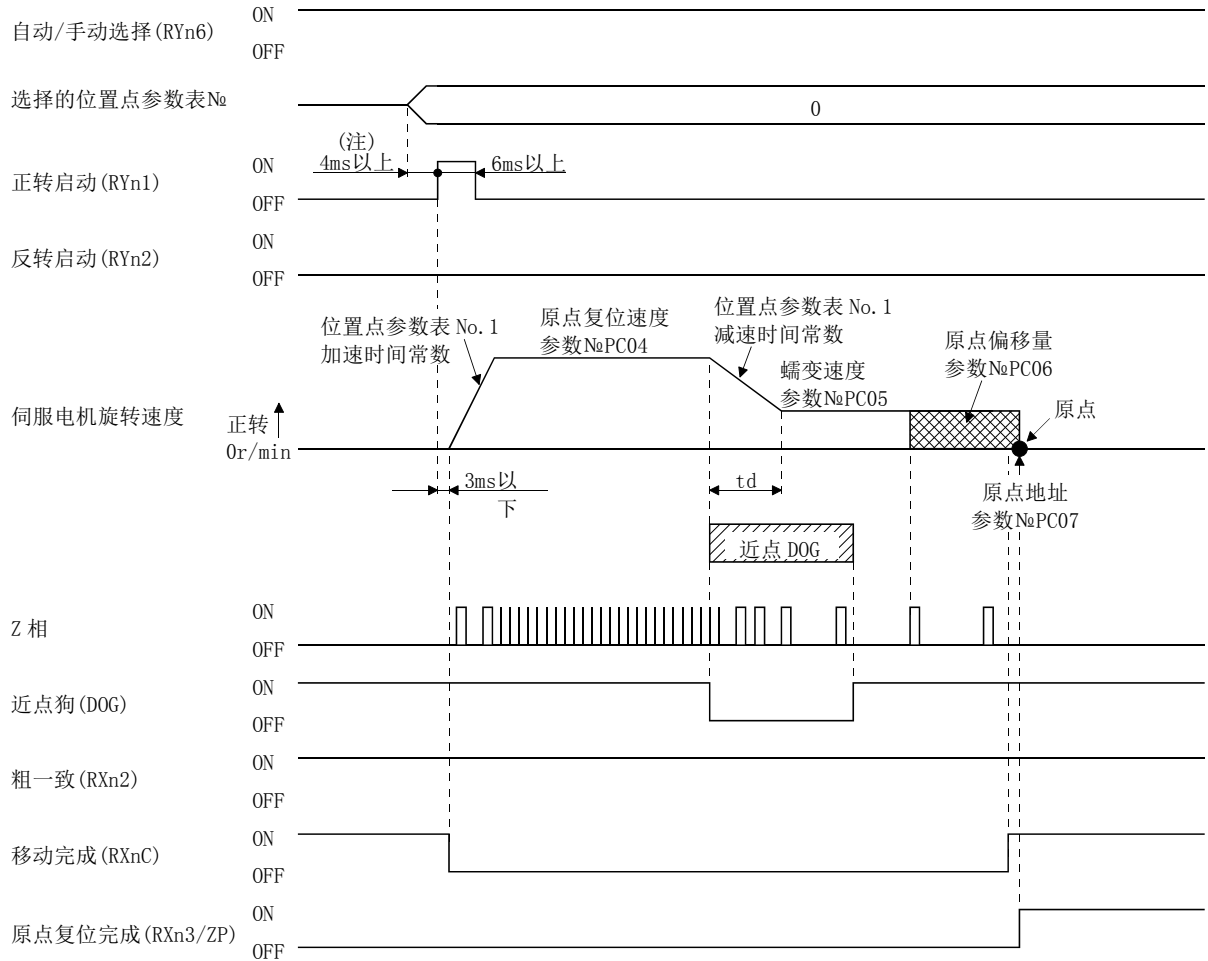 自动/手动选择(RYn6)
ON
OFF
选择的位置点参数表№
0
(注)
4ms以上
6ms以上
正转启动(RYn1)
ON
OFF
反转启动(RYn2)
ON
OFF
位置点参数表 No.1
加速时间常数
原点复位速度
参数№PC04
位置点参数表 No.1
减速时间常数
蠕变速度
参数№PC05
原点偏移量
参数№PC06
原点
伺服电机旋转速度
正转
0r/min
3ms以
下
td
原点地址
参数№PC07
近点 DOG
Z 相
ON
OFF
近点狗(DOG)
ON
OFF
粗一致(RXn2)
ON
OFF
移动完成(RXnC)
ON
OFF
原点复位完成(RXn3/ZP)
ON
OFF